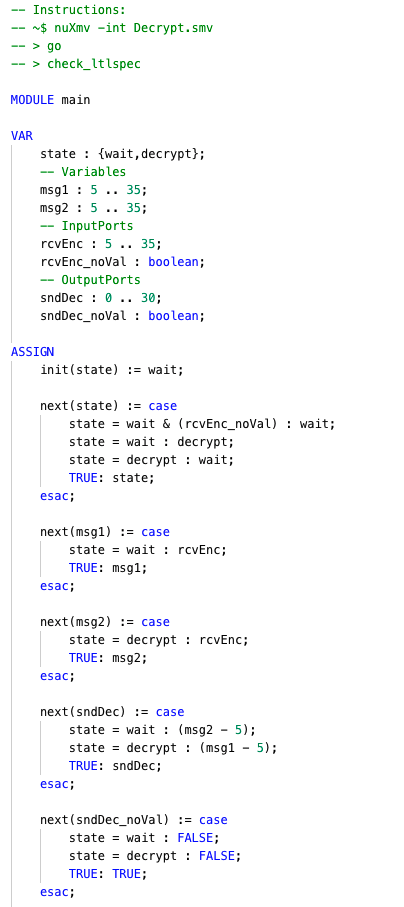 -- Instructions:
-- ~$ nuXmv -int Decrypt.smv
-- > go
-- > check_ltlspec

MODULE main

VAR
    state : {wait,decrypt};
    -- Variables
    msg1 : 5 .. 35;
    msg2 : 5 .. 35;
    -- InputPorts
    rcvEnc : 5 .. 35;
    rcvEnc_noVal : boolean;
    -- OutputPorts
    sndDec : 0 .. 30;
    sndDec_noVal : boolean;

ASSIGN
    init(state) := wait;

    next(state) := case
        state = wait & (rcvEnc_noVal) : wait;
        state = wait : decrypt;
        state = decrypt : wait;
        TRUE: state;
    esac;

    next(msg1) := case
        state = wait : rcvEnc;
        TRUE: msg1;
    esac;

    next(msg2) := case
        state = decrypt : rcvEnc;
        TRUE: msg2;
    esac;

    next(sndDec) := case
        state = wait : (msg2 - 5);
        state = decrypt : (msg1 - 5);
        TRUE: sndDec;
    esac;

    next(sndDec_noVal) := case
        state = wait : FALSE;
        state = decrypt : FALSE;
        TRUE: TRUE;
    esac;